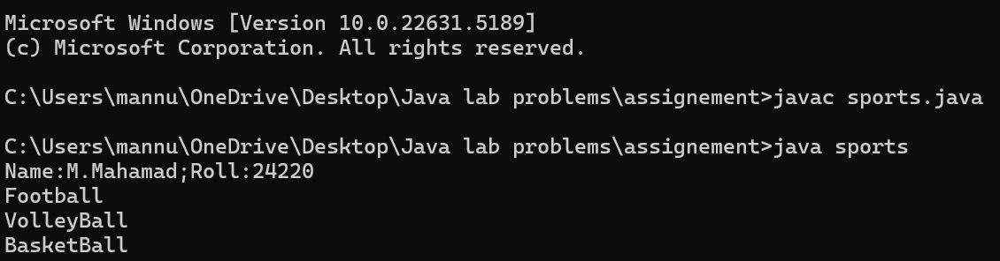 Microsoft Windows [Version 10.0.22631.5189]
(c) Microsoft Corporation. All rights reserved.
C:\Users\mannu\OneDrive\Desktop\Java lab problems\assignement>javac sports.java
C:\Users\mannu\OneDrive\Desktop\Java lab problems\assignement>java sports
Name:M.Mahamad;Roll:24220
Football
VolleyBall
BasketBall